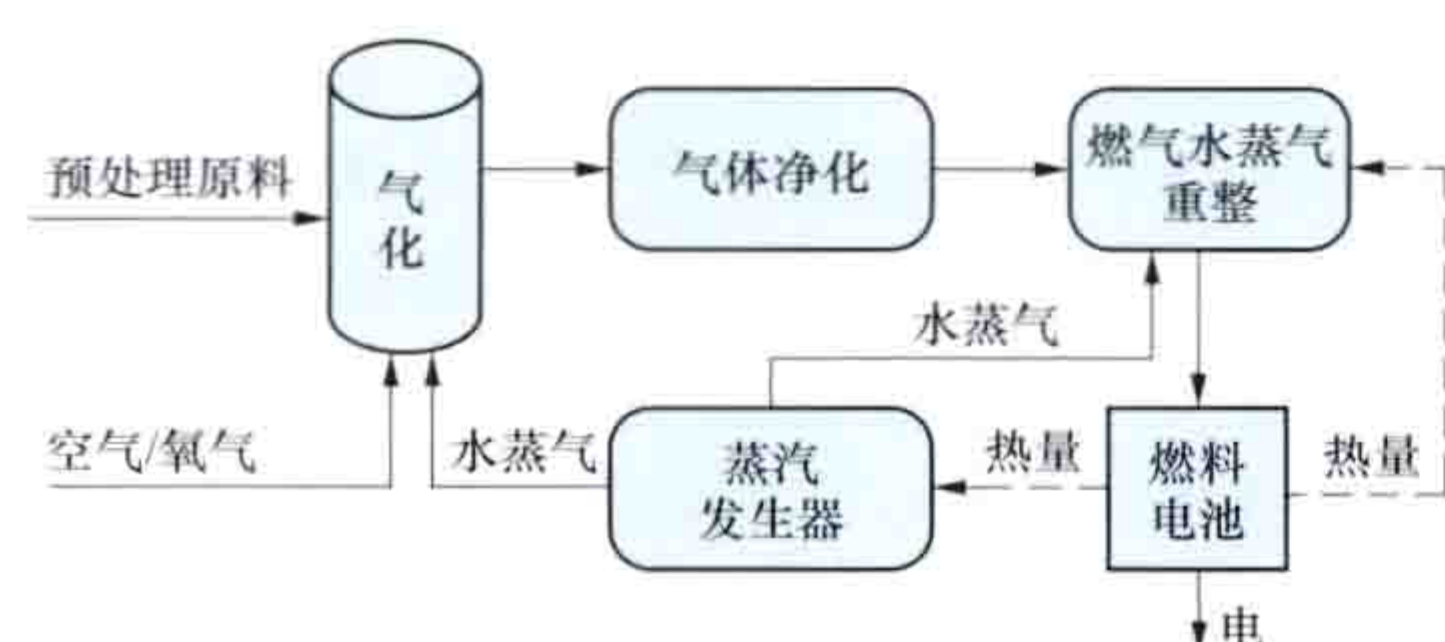 预处理原料
气
化
气体净化
燃气水蒸气
重整
水蒸气
空气/氧气
水蒸气
蒸汽
发生器
热量
燃料
电池
热量
电